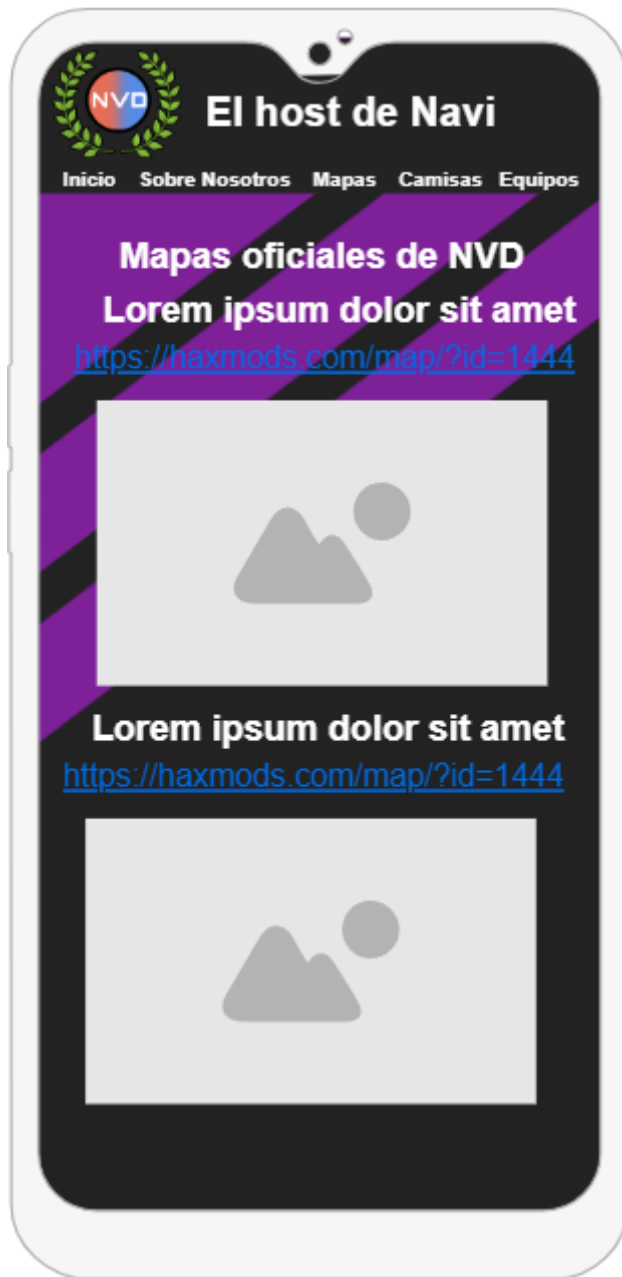 NVD
El host de Navi
Inicio Sobre Nosotros Mapas Camisas Equipos
Mapas oficiales de NVD
Lorem ipsum dolor sit amet
https://haxmods.com/map/?id=1444
Lorem ipsum dolor sit amet
https://haxmods.com/map/?id=1444